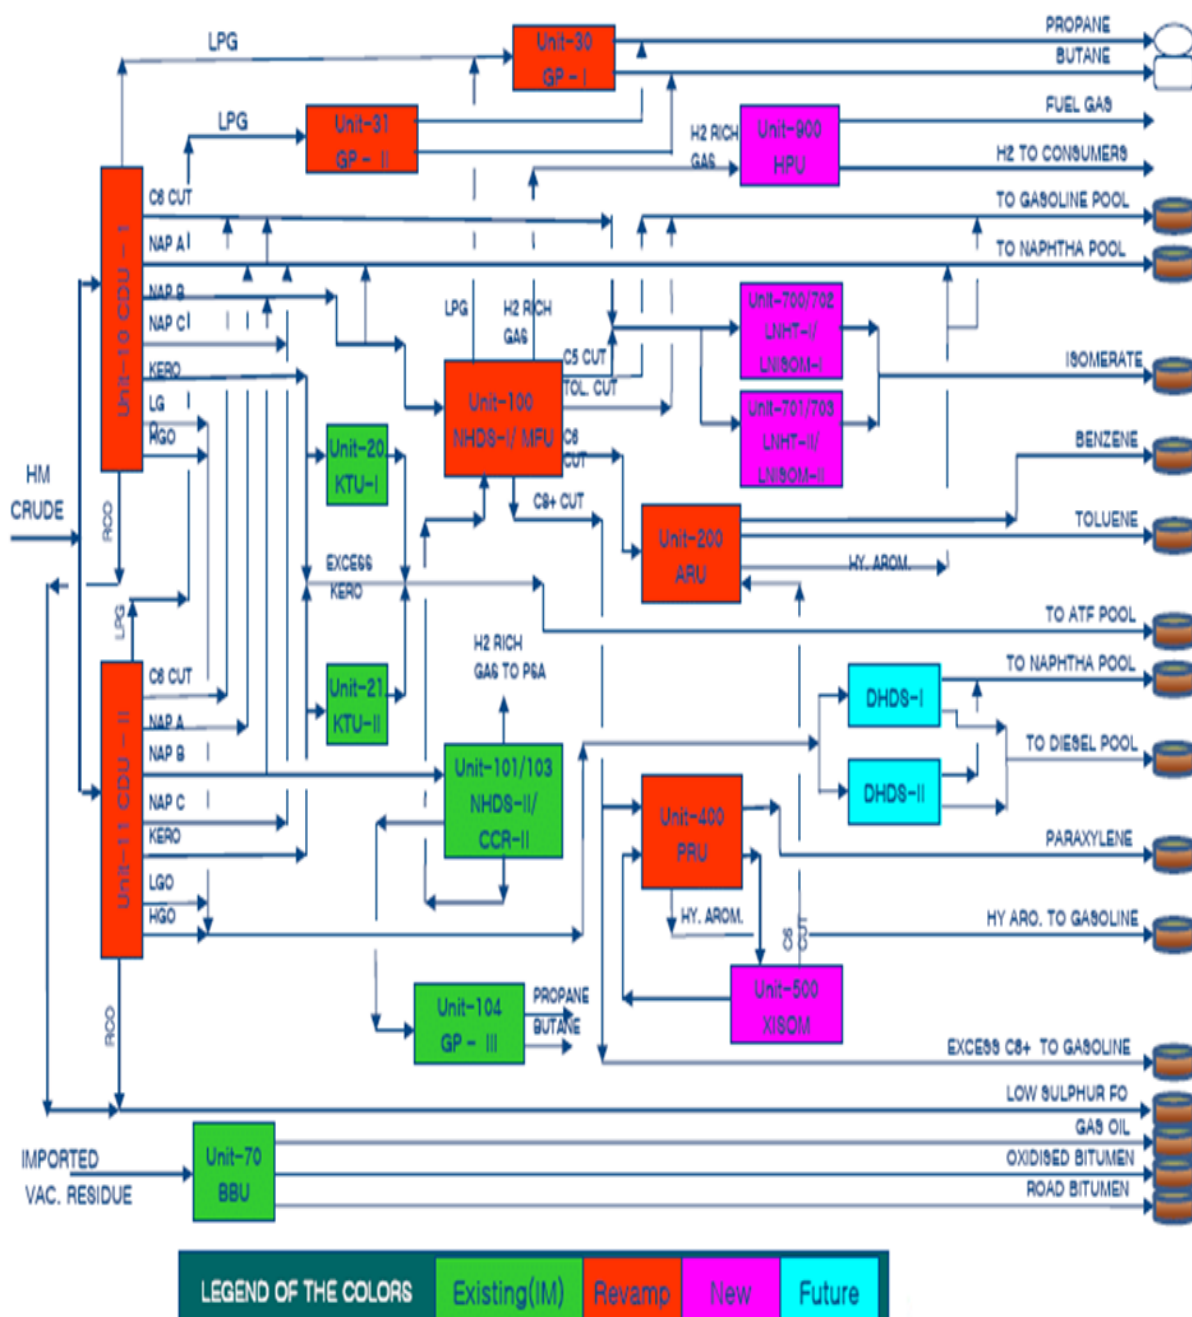 PROPANE
LPG
Unit-30
GP - I
BUTANE
FUEL GAS
LPG
Unit-31
GP - II
H2 RICH
GAS
Unit-900
HPU
H2 TO CONSUMERS
C6 CUT
TO GASOLINE POOL
NAP A
TO NAPHTHA POOL
Unit-10 CDU - I
NAP B
NAP C
LPG
H2 RICH
GAS
Unit-700/702
LNHT-I/
LNISOM-I
C5 CUT
TOL. CUT
ISOMERATE
KERO
LG
O
HGO
Unit-100
NHDS-I/ MFU
Unit-701/703
LNHT-II/
LNISOM-II
Unit-20
KTU-I
C6
CUT
BENZENE
HM
CRUDE
RCO
C8+ CUT
TOLUENE
Unit-200
ARU
HY. AROM.
EXCESS
KERO
LPG
TO ATF POOL
H2 RICH
GAS TO PSA
TO NAPHTHA POOL
C6 CUT
Unit-21
KTU-II
DHDS-I
NAP A
NAP B
TO DIESEL POOL
Unit-11 CDU - II
Unit-101/103
NHDS-II/
CCR-II
DHDS-II
NAP C
KERO
Unit-400
PRU
PARAXYLENE
LGO
HGO
HY. AROM.
C6
CUT
HY ARO. TO GASOLINE
RCO
Unit-104
GP - III
PROPANE
BUTANE
Unit-500
XISOM
EXCESS C8+ TO GASOLINE
LOW SULPHUR FO
GAS OIL
IMPORTED
VAC. RESIDUE
Unit-70
BBU
OXIDISED BITUMEN
ROAD BITUMEN
LEGEND OF THE COLORS
Existing(IM)
Revamp
New
Future